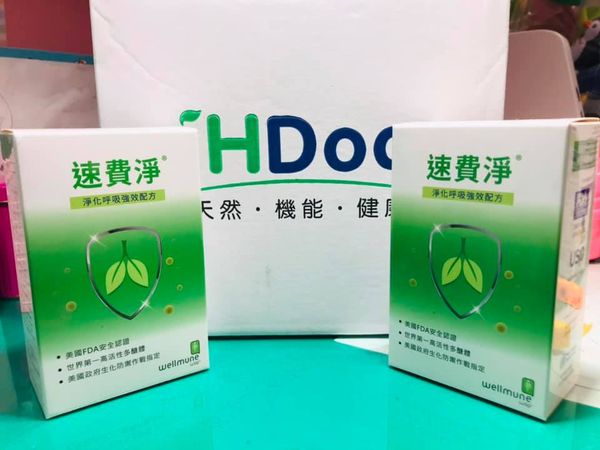 HDoc
天然・機能・健康
速費淨®
淨化呼吸強效配方
• 美國FDA安全認證
• 世界第一高活性多醣體
• 美國政府生化防禦作戰指定
wellmune
速費淨®
淨化呼吸強效配方
• 美國FDA安全認證
• 世界第一高活性多醣體
• 美國政府生化防禦作戰指定
wellmune